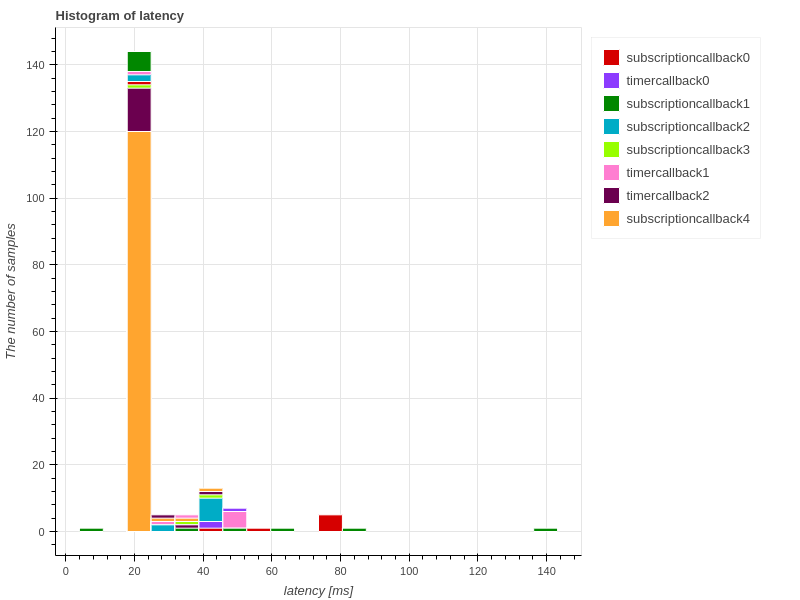 Histogram of latency
The number of samples
140
120
100
80
60
40
20
0
0 20 40 60 80 100 120 140
latency [ms]
subscriptioncallback0
timercallback0
subscriptioncallback1
subscriptioncallback2
subscriptioncallback3
timercallback1
timercallback2
subscriptioncallback4